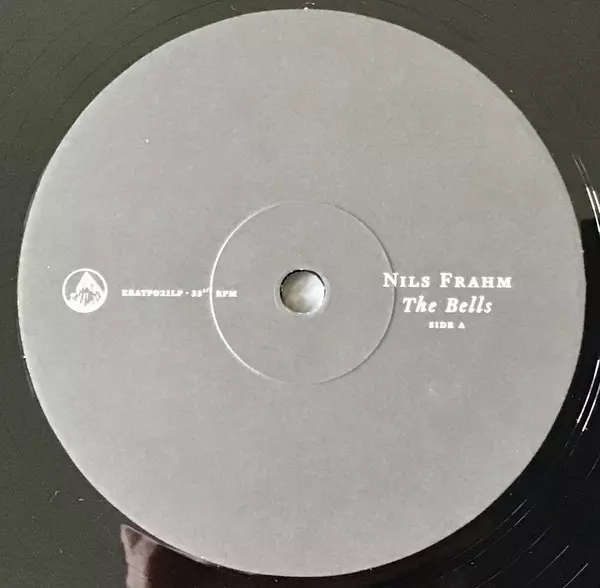 ERATP021LP · 33⅓ RPM
Nils Frahm
The Bells
SIDE A